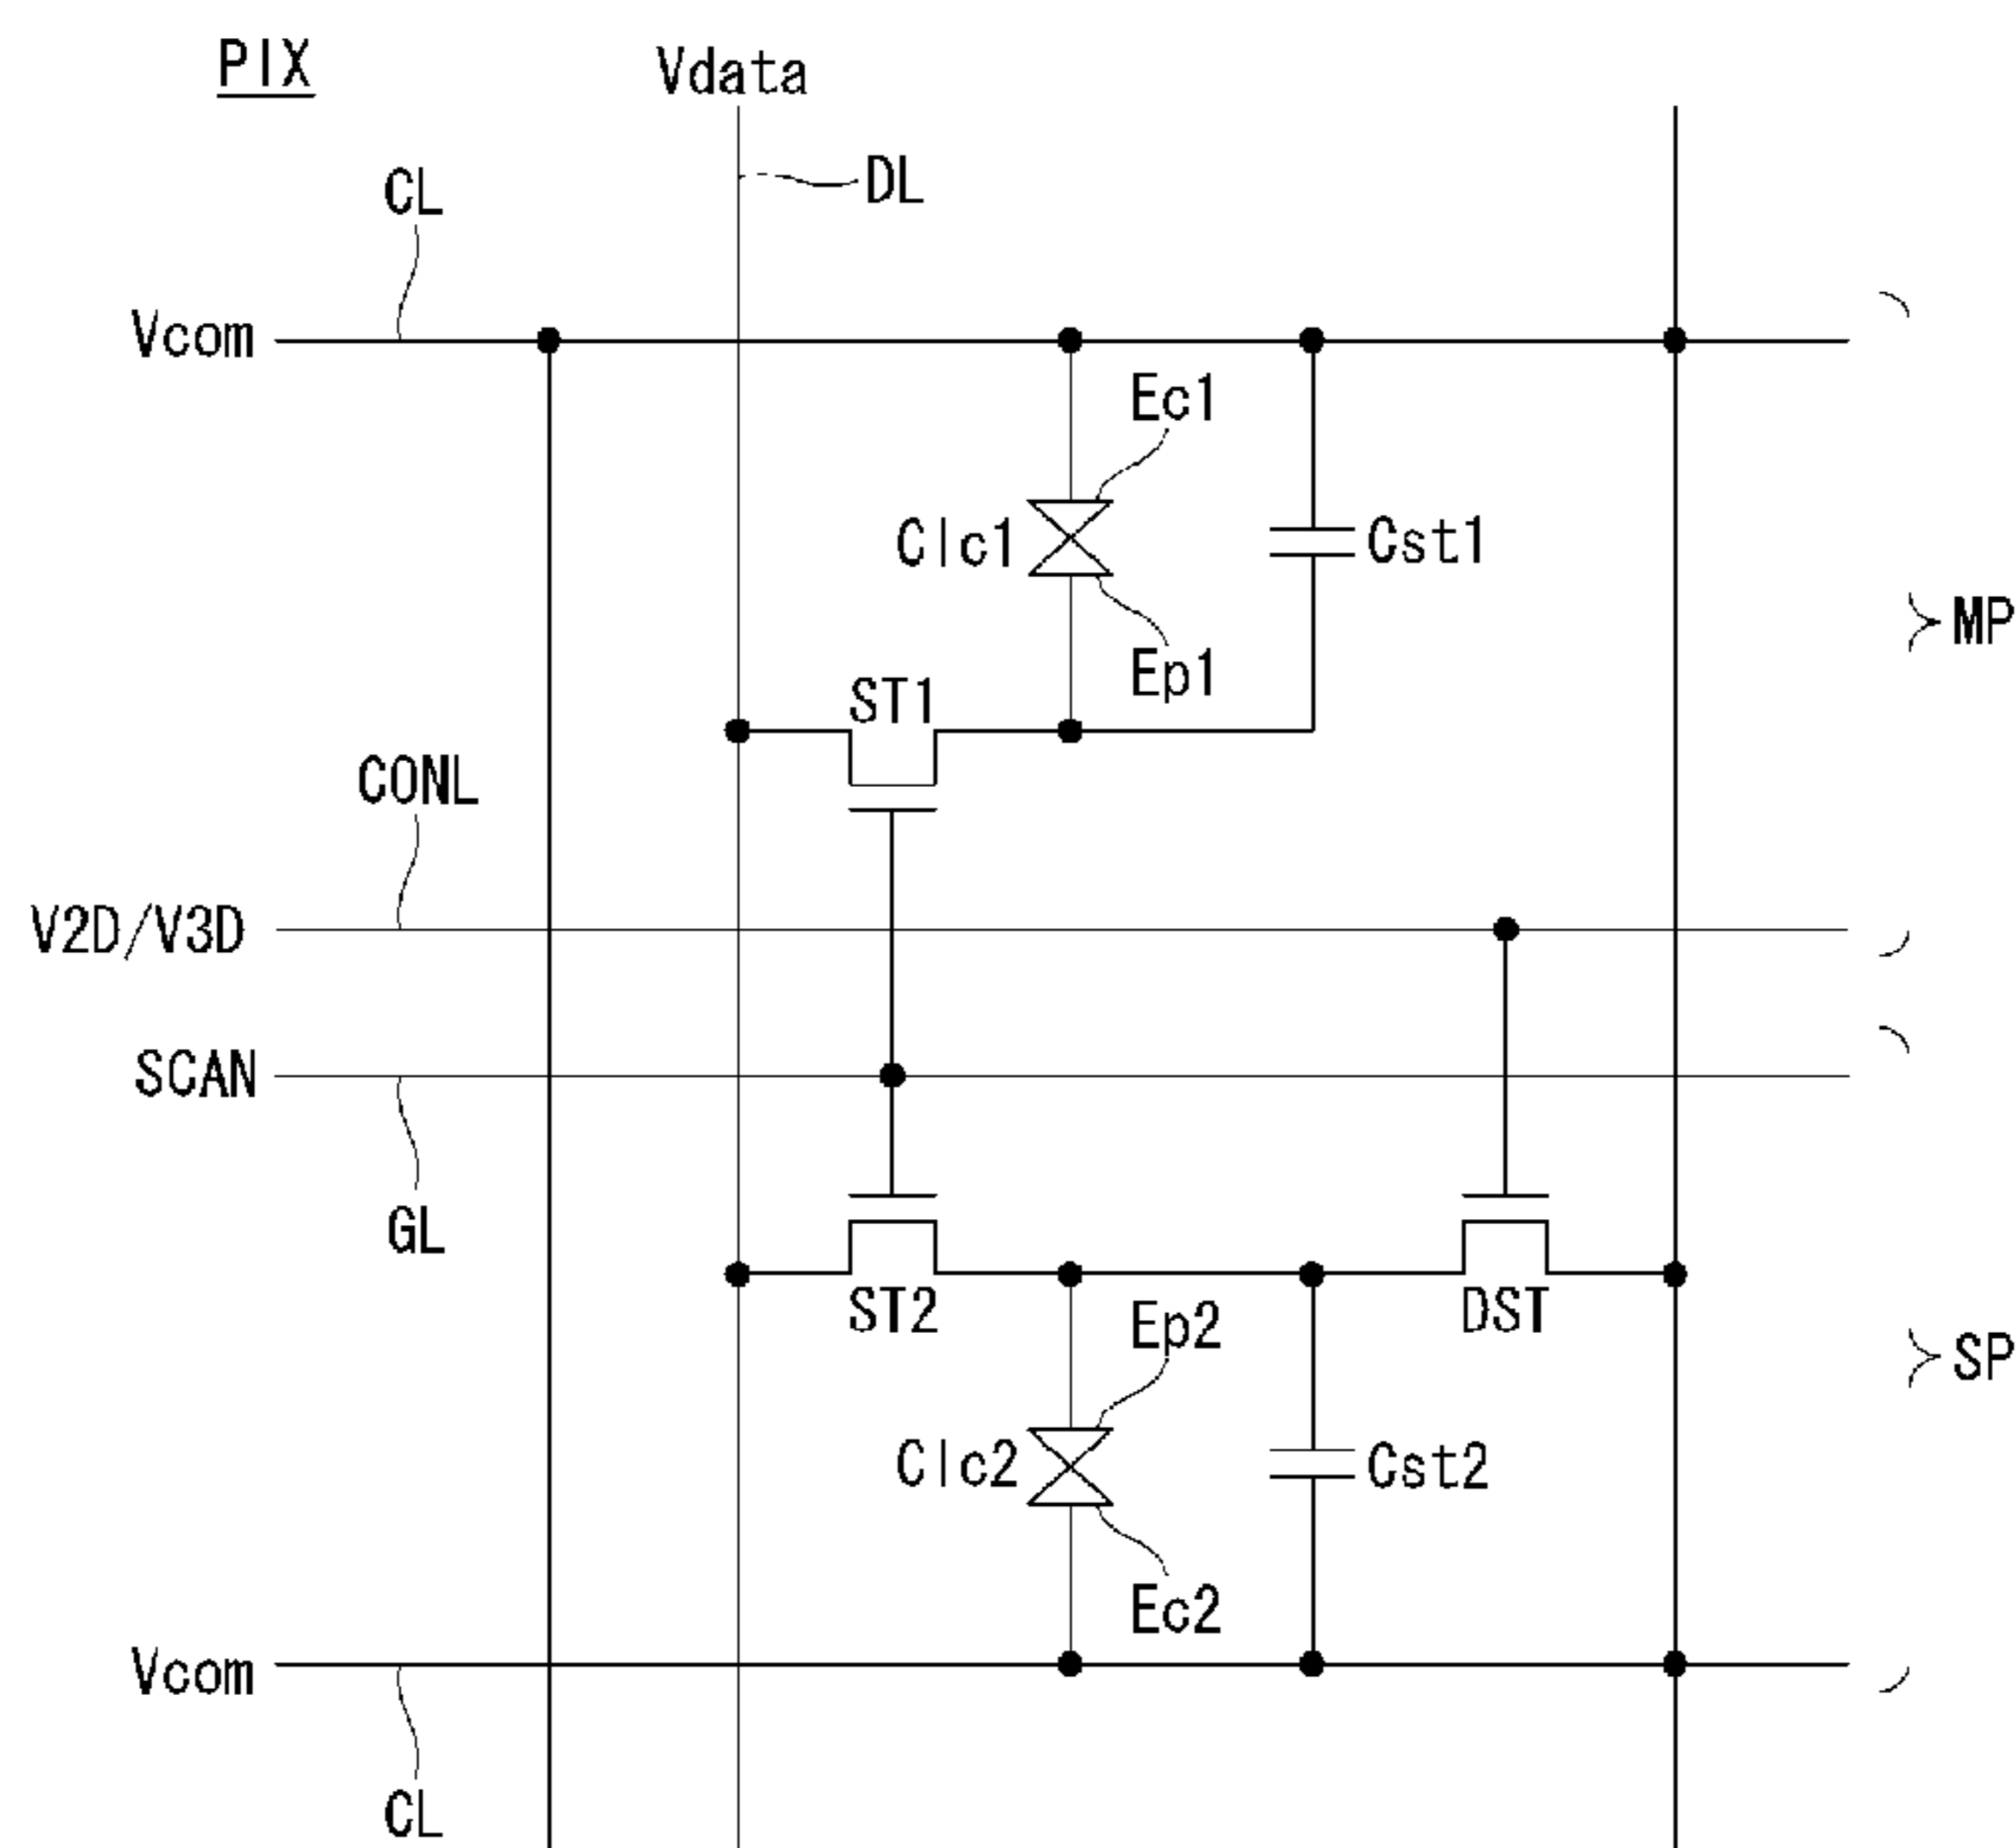 PIX
Vdata
DL
CL
Vcom
Ec1
Clc1
Cst1
MP
Ep1
ST1
CONL
V2D/V3D
SCAN
GL
ST2
DST
Ep2
SP
Clc2
Cst2
Ec2
Vcom
CL